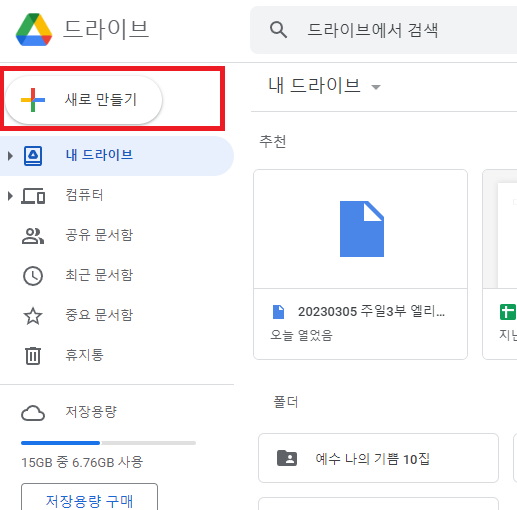 드라이브
드라이브에서 검색
새로 만들기
내 드라이브
컴퓨터
공유 문서함
최근 문서함
중요 문서함
휴지통
저장용량
15GB 중 6.76GB 사용
저장용량 구매
내 드라이브
추천
20230305 주일3부 엘리...
오늘 열었음
지난
폴더
예수 나의 기쁨 10집